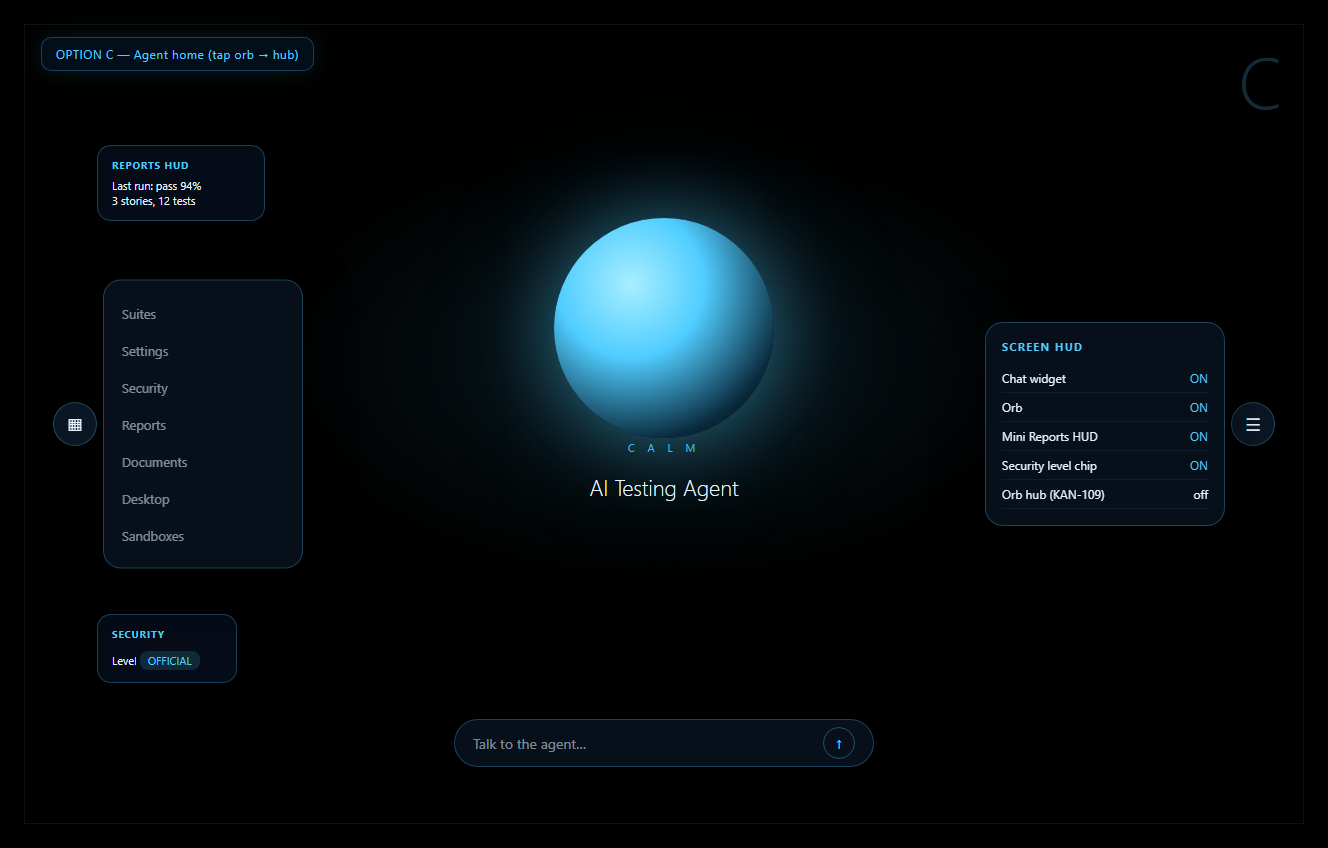 OPTION C — Agent home (tap orb → hub)
C
REPORTS HUD
Last run: pass 94%
3 stories, 12 tests
Suites
Settings
Security
Reports
Documents
Desktop
Sandboxes
SECURITY
Level OFFICIAL
CALM
AI Testing Agent
SCREEN HUD
Chat widget ON
Orb ON
Mini Reports HUD ON
Security level chip ON
Orb hub (KAN-109) off
Talk to the agent...
↑